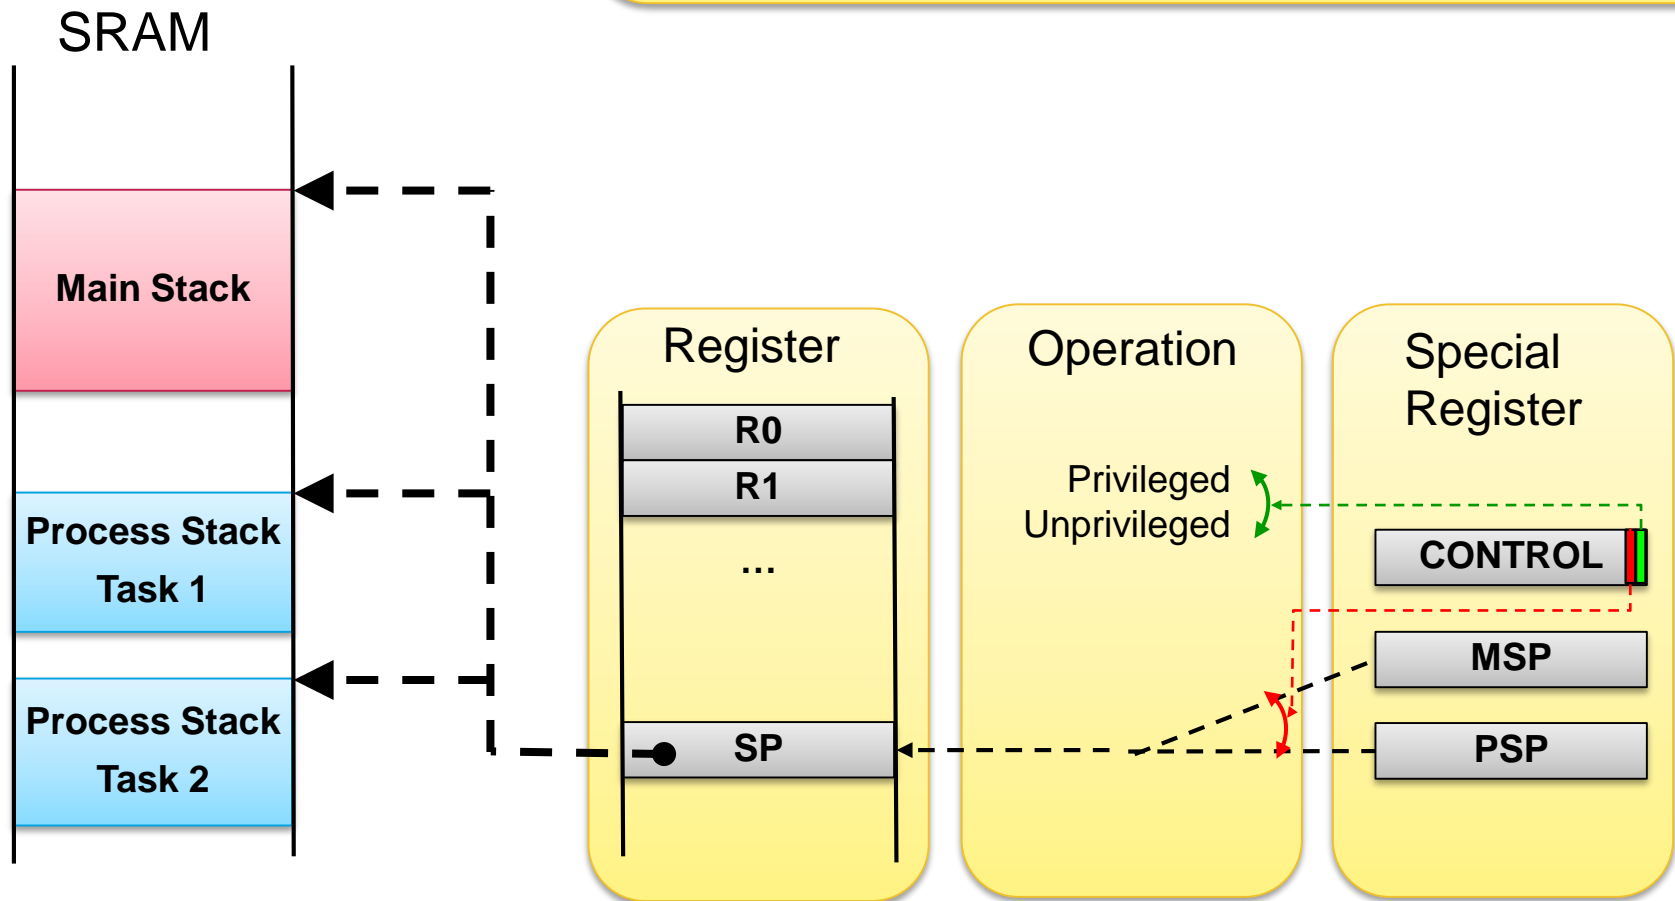 SRAM
Main Stack
Process Stack
Task 1
Process Stack
Task 2
Register
R0
R1
...
SP
Operation
Privileged
Unprivileged
Special
Register
CONTROL
MSP
PSP